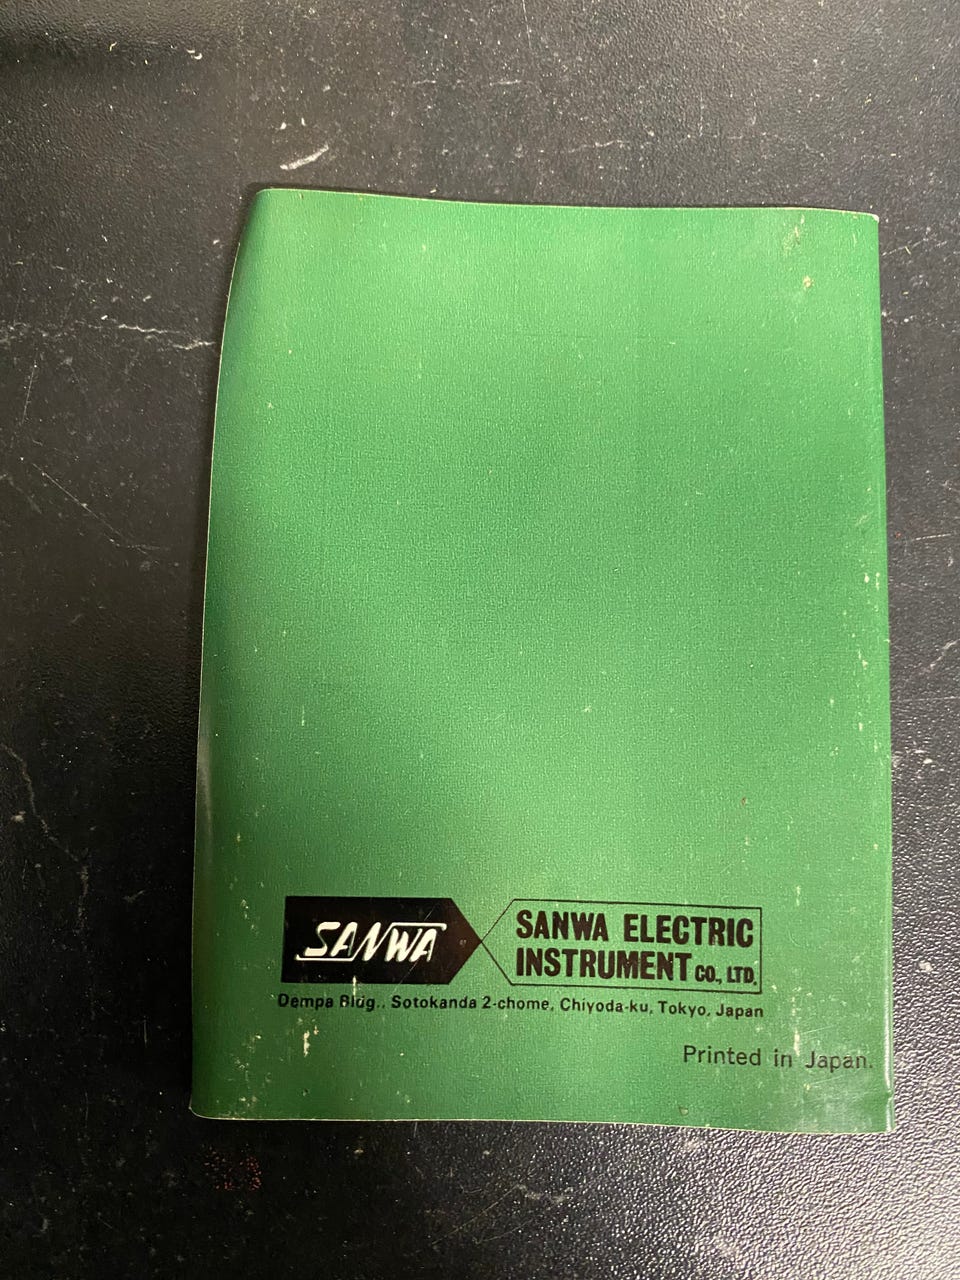 SANWA
SANWA ELECTRIC
INSTRUMENT CO., LTD.
Dempa Bldg., Sotokanda 2-chome, Chiyoda-ku, Tokyo, Japan
Printed in Japan.